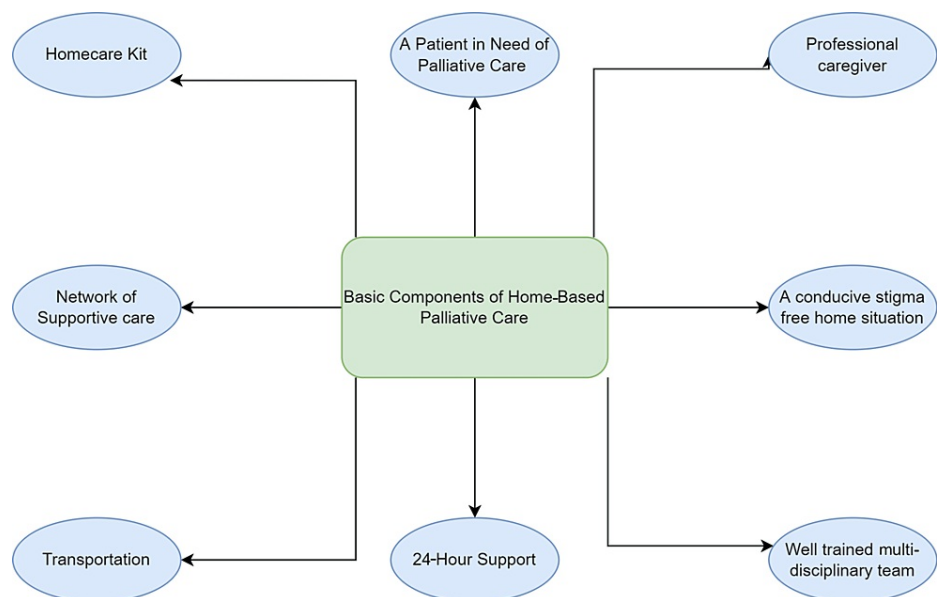 Homecare Kit
A Patient in Need of
Palliative Care
Professional
caregiver
Network of
Supportive care
Basic Components of Home-Based
Palliative Care
A conducive stigma
free home situation
Transportation
24-Hour Support
Well trained multi-
disciplinary team